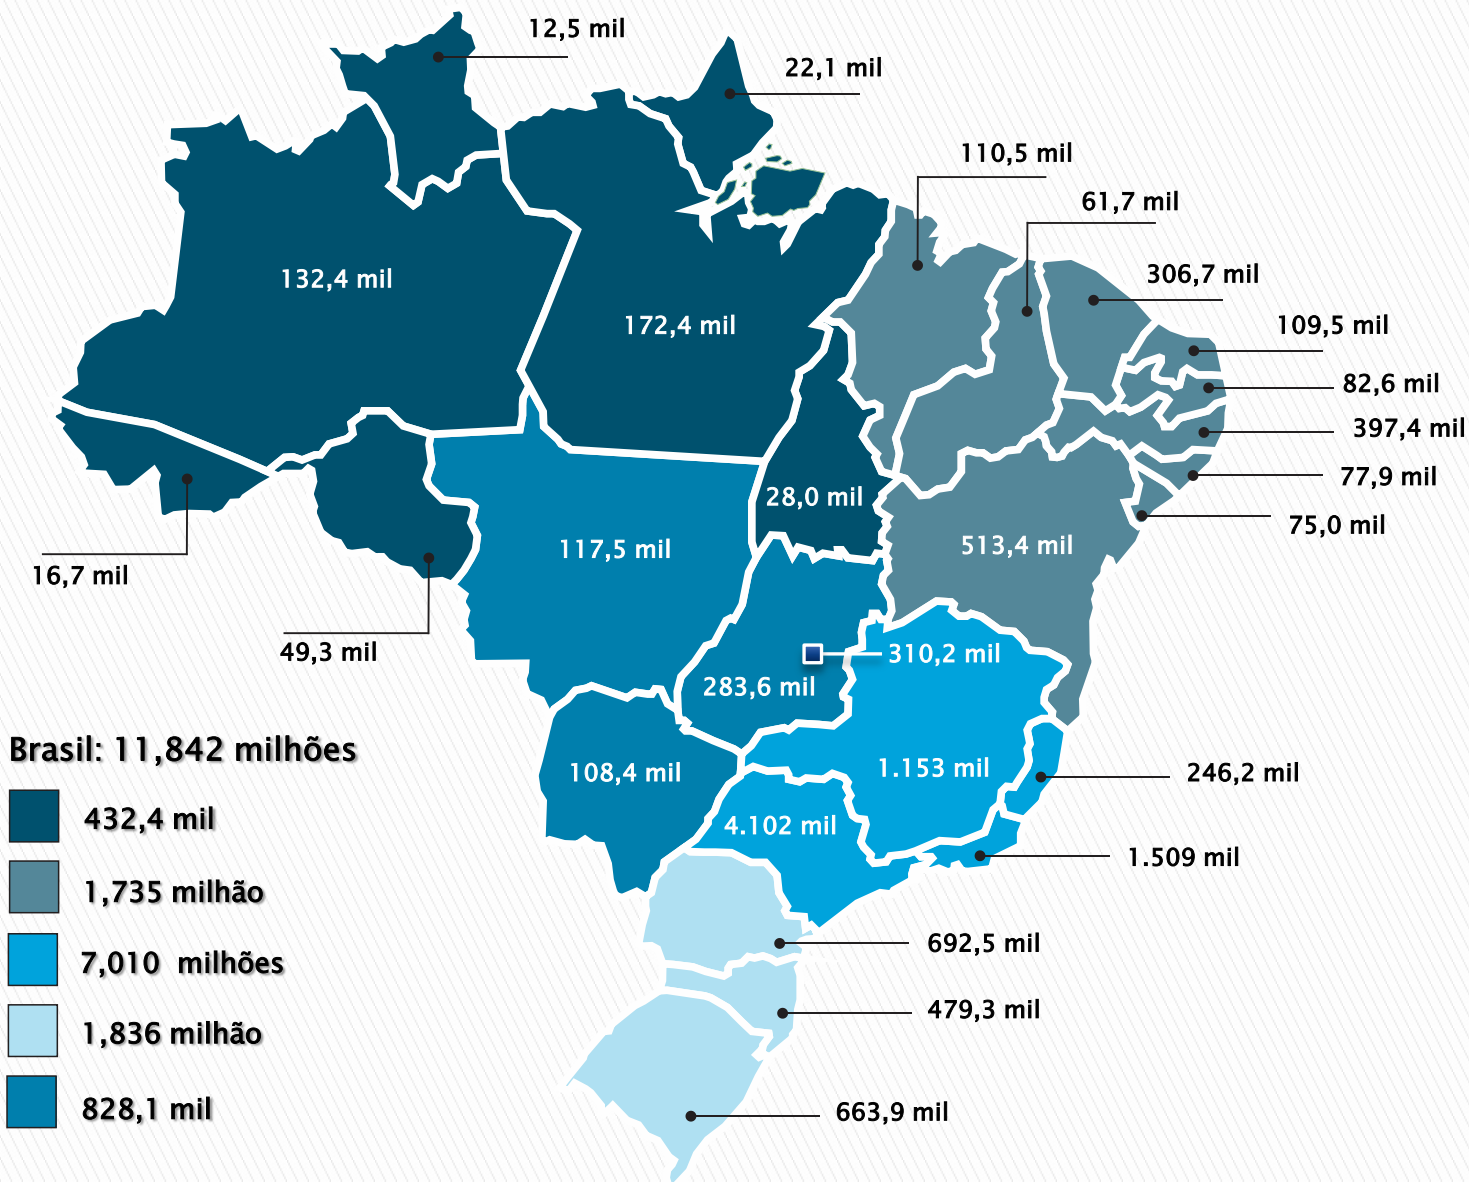 12,5 mil
22,1 mil
110,5 mil
61,7 mil
306,7 mil
109,5 mil
82,6 mil
397,4 mil
77,9 mil
75,0 mil
132,4 mil
172,4 mil
28,0 mil
513,4 mil
117,5 mil
16,7 mil
49,3 mil
310,2 mil
283,6 mil
108,4 mil
1.153 mil
246,2 mil
4.102 mil
1.509 mil
692,5 mil
479,3 mil
663,9 mil
Brasil: 11,842 milhões
432,4 mil
1,735 milhão
7,010 milhões
1,836 milhão
828,1 mil